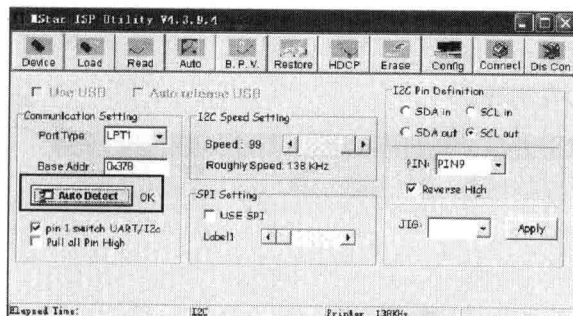 MStar ISP Utility V4.3.9.4
Device Load Read Auto B. P. V. Restore HDCP Erase Config Connect Dis Con
Use USB Auto release USB
Communication Setting
Port Type LPT1
Base Addr: 0x378
Auto Detect OK
pin 1 switch UART/I2c
Pull all Pin High
I2C Speed Setting
Speed: 99
Roughly Speed: 138 KHz
SPI Setting
USE SPI
Label1
I2C Pin Definition
SDA in SCL in
SDA out SCL out
PIN: PIN9
Reverse High
JIG: Apply
Elapsed Time: I2C Printer 138KHz